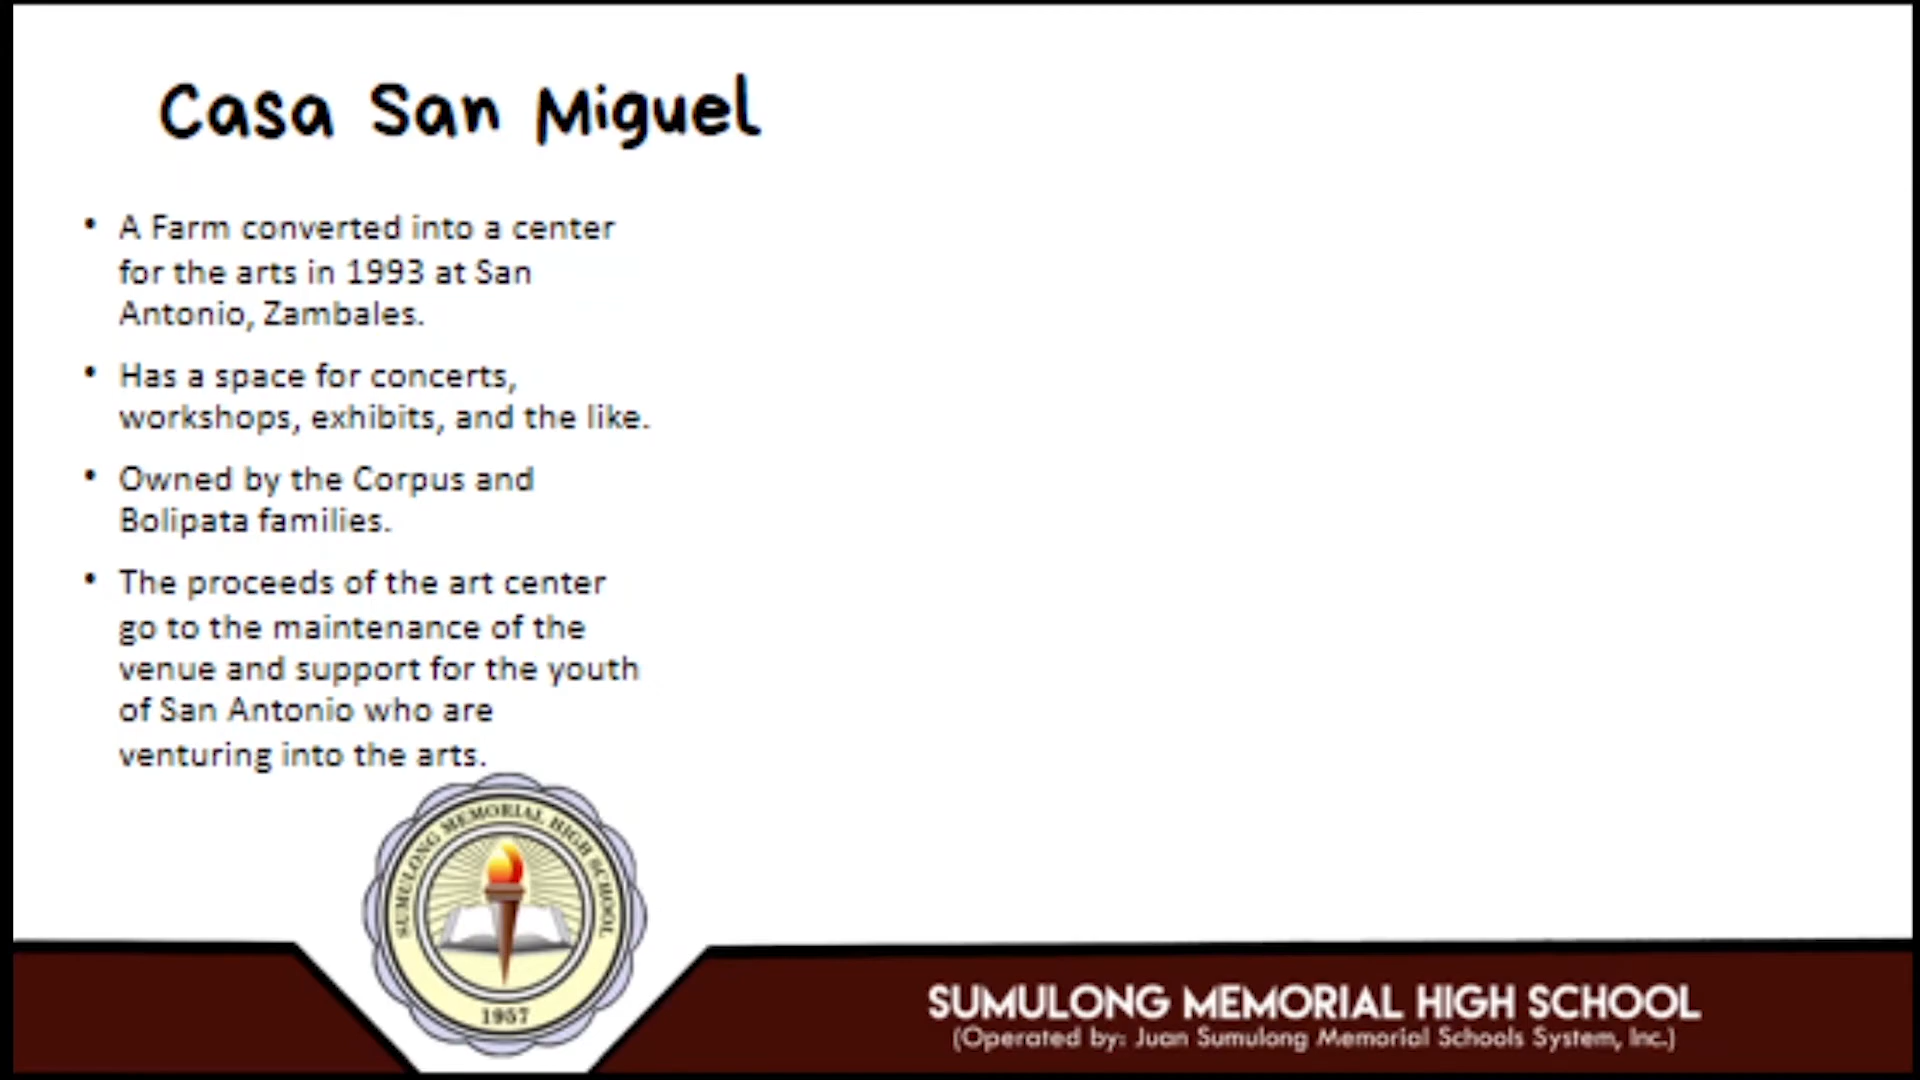 Casa San Miguel
• A Farm converted into a center
for the arts in 1993 at San
Antonio, Zambales.
• Has a space for concerts,
workshops, exhibits, and the like.
• Owned by the Corpus and
Bolipata families.
• The proceeds of the art center
go to the maintenance of the
venue and support for the youth
of San Antonio who are
venturing into the arts.
SUMULONG MEMORIAL HIGH SCHOOL
1957
SUMULONG MEMORIAL HIGH SCHOOL
(Operated by: Juan Sumulong Memorial Schools System, Inc.)